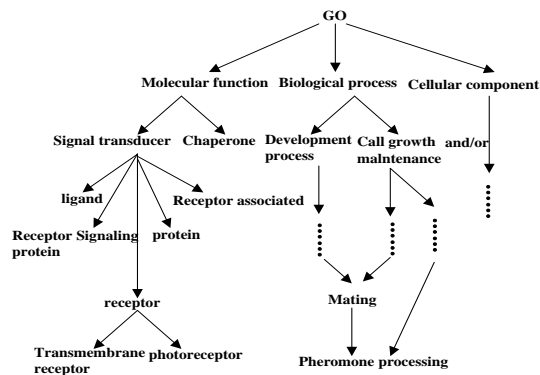 GO
Molecular function
Biological process
Cellular component
Signal transducer
Chaperone
Development
process
Call growth and/or
maintenance
ligand
Receptor associated
Receptor Signaling
protein
protein
receptor
Mating
Transmembrane
receptor
photoreceptor
Pheromone processing